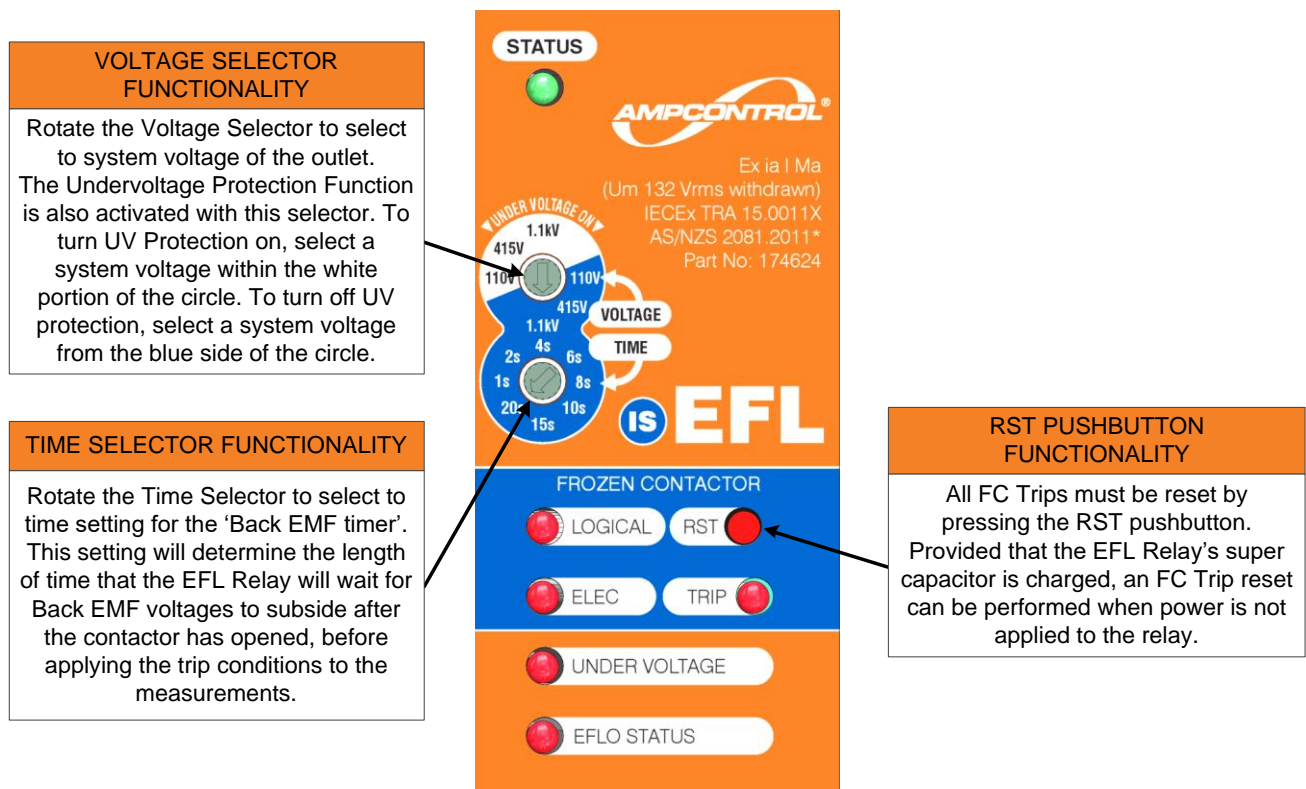 VOLTAGE SELECTOR
FUNCTIONALITY
Rotate the Voltage Selector to select
to system voltage of the outlet.
The Undervoltage Protection Function
is also activated with this selector. To
turn UV Protection on, select a
system voltage within the white
portion of the circle. To turn off UV
protection, select a system voltage
from the blue side of the circle.
TIME SELECTOR FUNCTIONALITY
Rotate the Time Selector to select to
time setting for the ‘Back EMF timer’.
This setting will determine the length
of time that the EFL Relay will wait for
Back EMF voltages to subside after
the contactor has opened, before
applying the trip conditions to the
measurements.
STATUS
AMPCONTROL®
Ex ia I Ma
(Um 132 Vrms withdrawn)
IECEx TRA 15.0011X
AS/NZS 2081.2011*
Part No: 174624
UNDER VOLTAGE ON
1.1kV
415V
110V
110V
415V
1.1kV
VOLTAGE
TIME
4s
2s
6s
1s
8s
20s
10s
15s
IS EFL
FROZEN CONTACTOR
LOGICAL
RST
ELEC
TRIP
UNDER VOLTAGE
EFLO STATUS
RST PUSHBUTTON
FUNCTIONALITY
All FC Trips must be reset by
pressing the RST pushbutton.
Provided that the EFL Relay’s super
capacitor is charged, an FC Trip reset
can be performed when power is not
applied to the relay.